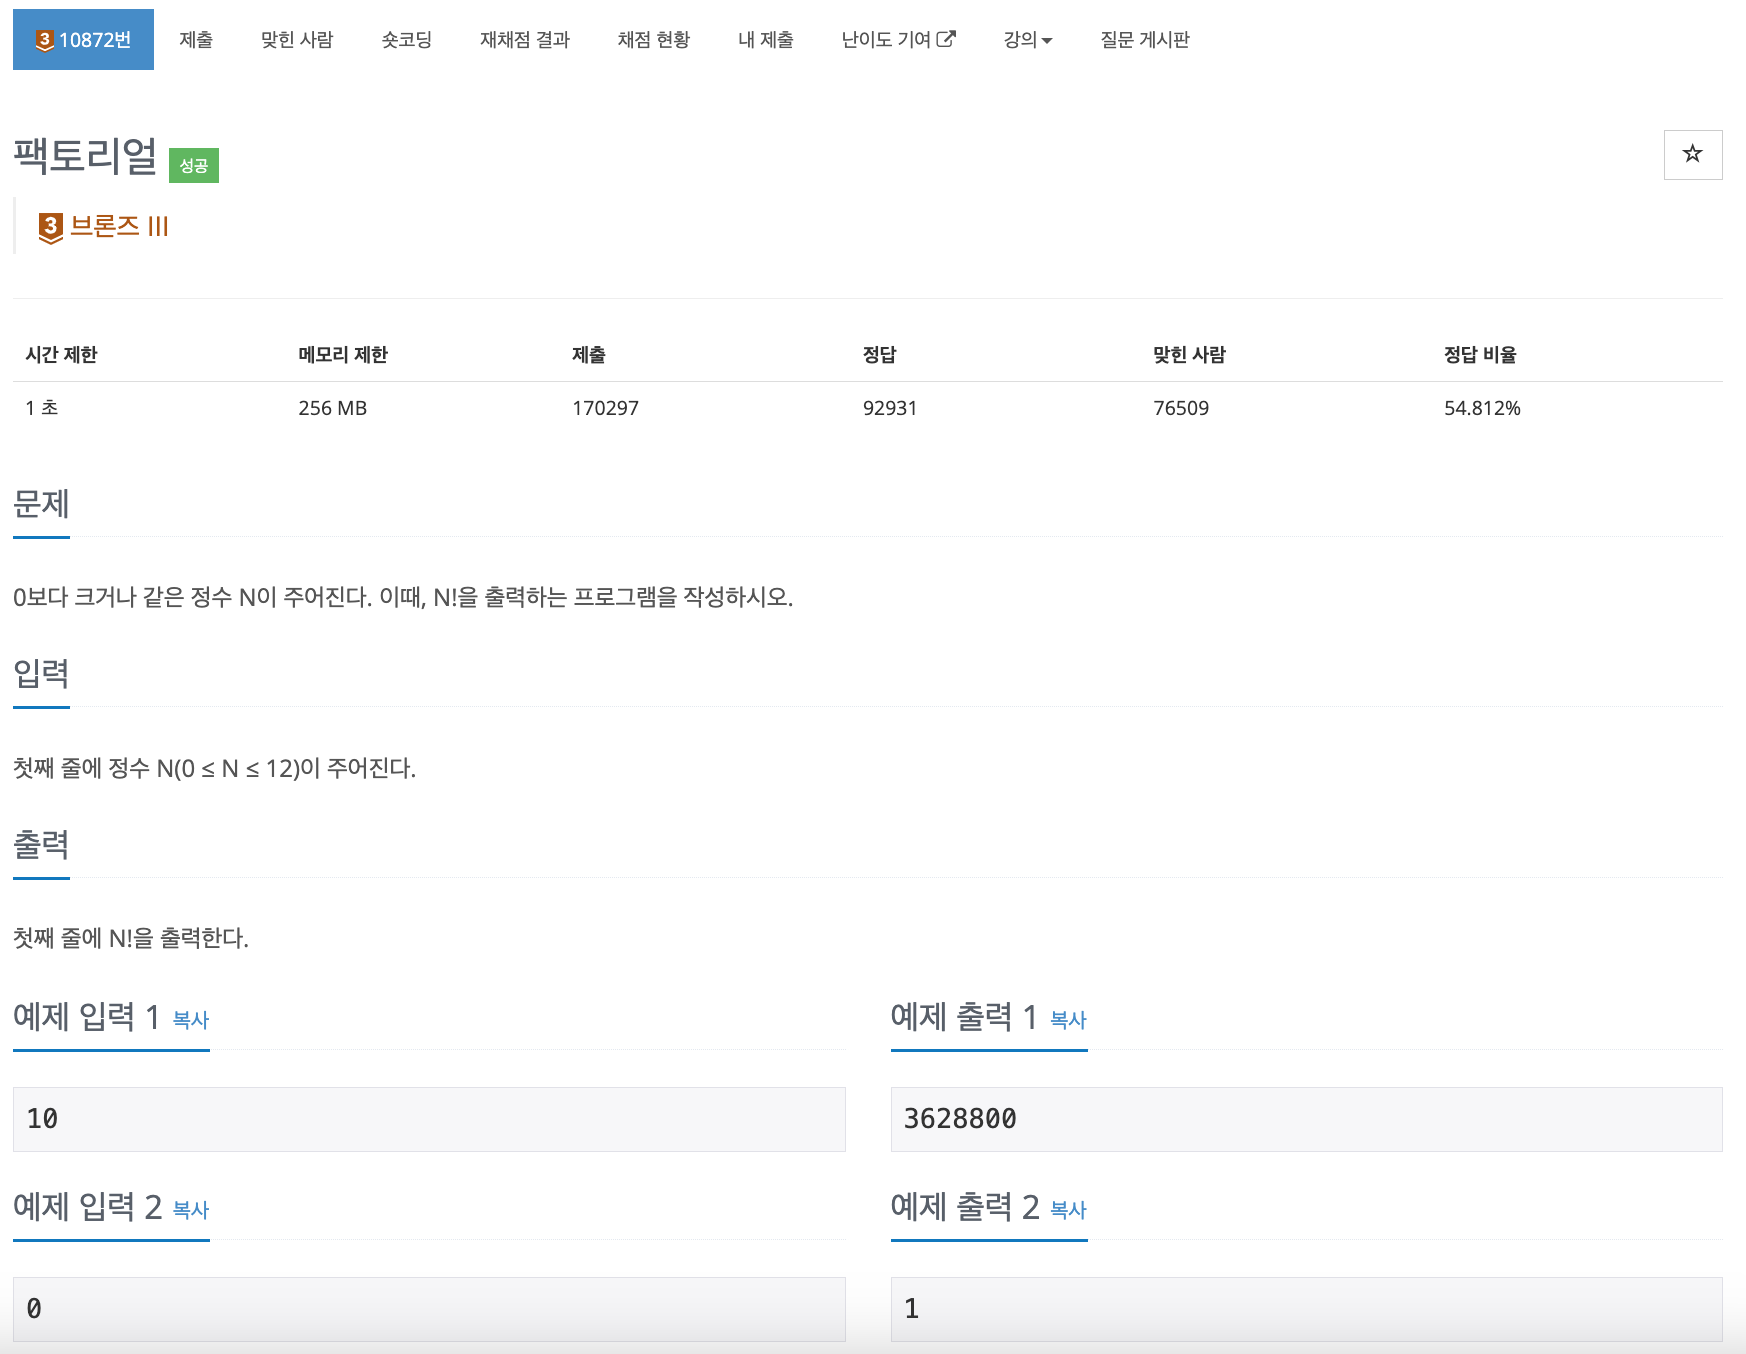 3 10872번 제출 맞힌 사람 숏코딩 재채점 결과 채점 현황 내 제출 난이도 기여 강의 질문 게시판
팩토리얼 성공
3 브론즈 III
시간 제한 메모리 제한 제출 정답 맞힌 사람 정답 비율
1 초 256 MB 170297 92931 76509 54.812%
문제
0보다 크거나 같은 정수 N이 주어진다. 이때, N!을 출력하는 프로그램을 작성하시오.
입력
첫째 줄에 정수 N(0 ≤ N ≤ 12)이 주어진다.
출력
첫째 줄에 N!을 출력한다.
예제 입력 1 복사
10
예제 출력 1 복사
3628800
예제 입력 2 복사
0
예제 출력 2 복사
1